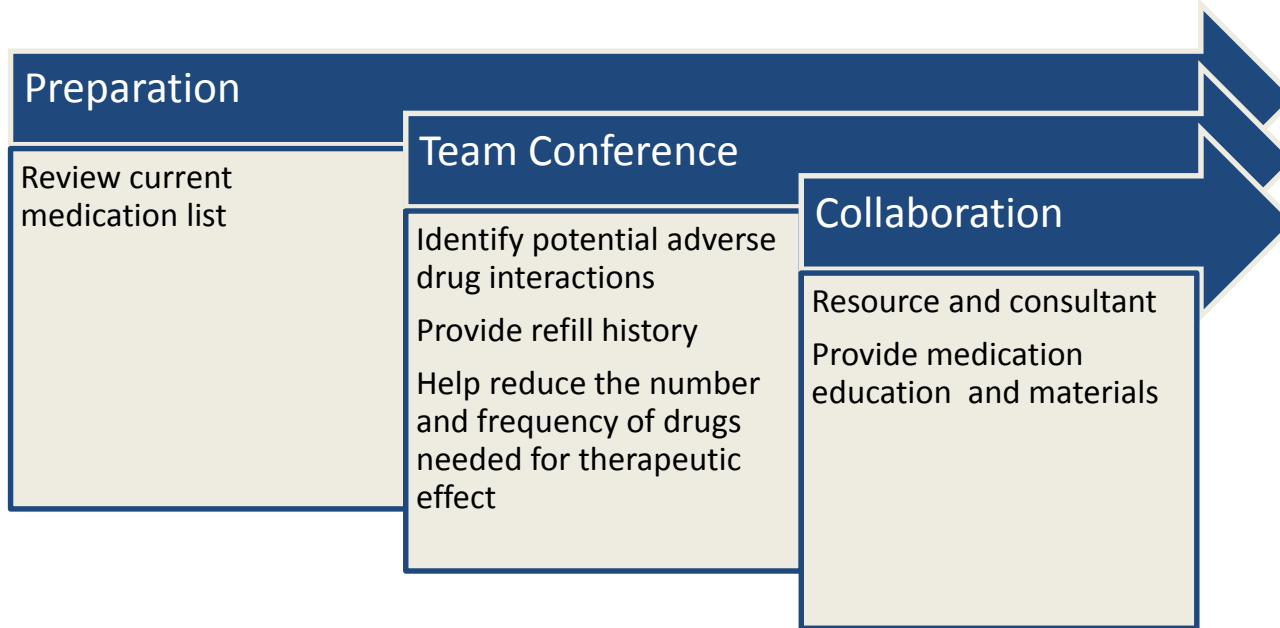 Preparation
Review current
medication list
Team Conference
Identify potential adverse
drug interactions
Provide refill history
Help reduce the number
and frequency of drugs
needed for therapeutic
effect
Collaboration
Resource and consultant
Provide medication
education  and materials